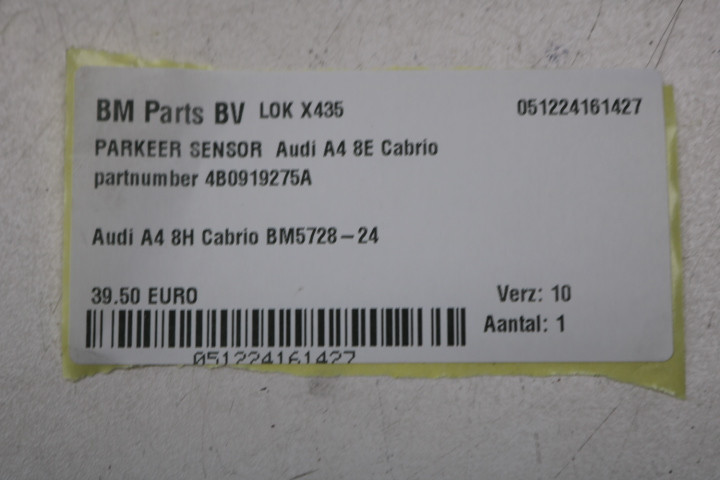 BM Parts BV LOK X435 051224161427
PARKEER SENSOR Audi A4 8E Cabrio
partnumber 4B0919275A
Audi A4 8H Cabrio BM5728-24
39.50 EURO Verz: 10
Aantal: 1
051224161427